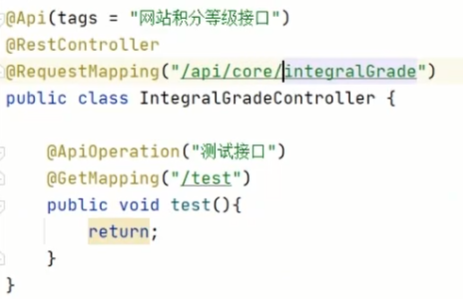 @Api(tags = "网站积分等级接口")
@RestController
@RequestMapping("/api/core/integralGrade")
public class IntegralGradeController {
@ApiOperation("测试接口")
@GetMapping("/test")
public void test(){
return;
}
}